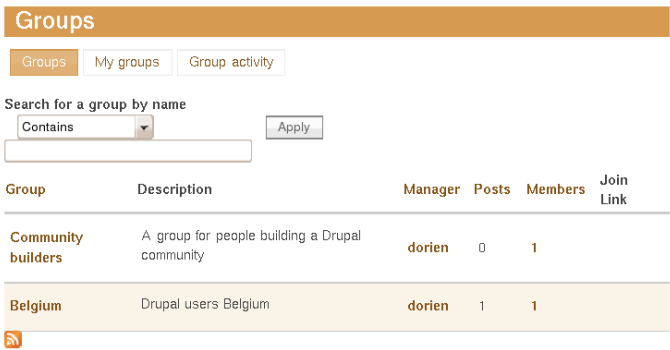 Groups
Groups My groups Group activity
Search for a group by name
Contains Apply
Group Description Manager Posts Members Join Link
Community builders A group for people building a Drupal community dorien 0 1
Belgium Drupal users Belgium dorien 1 1